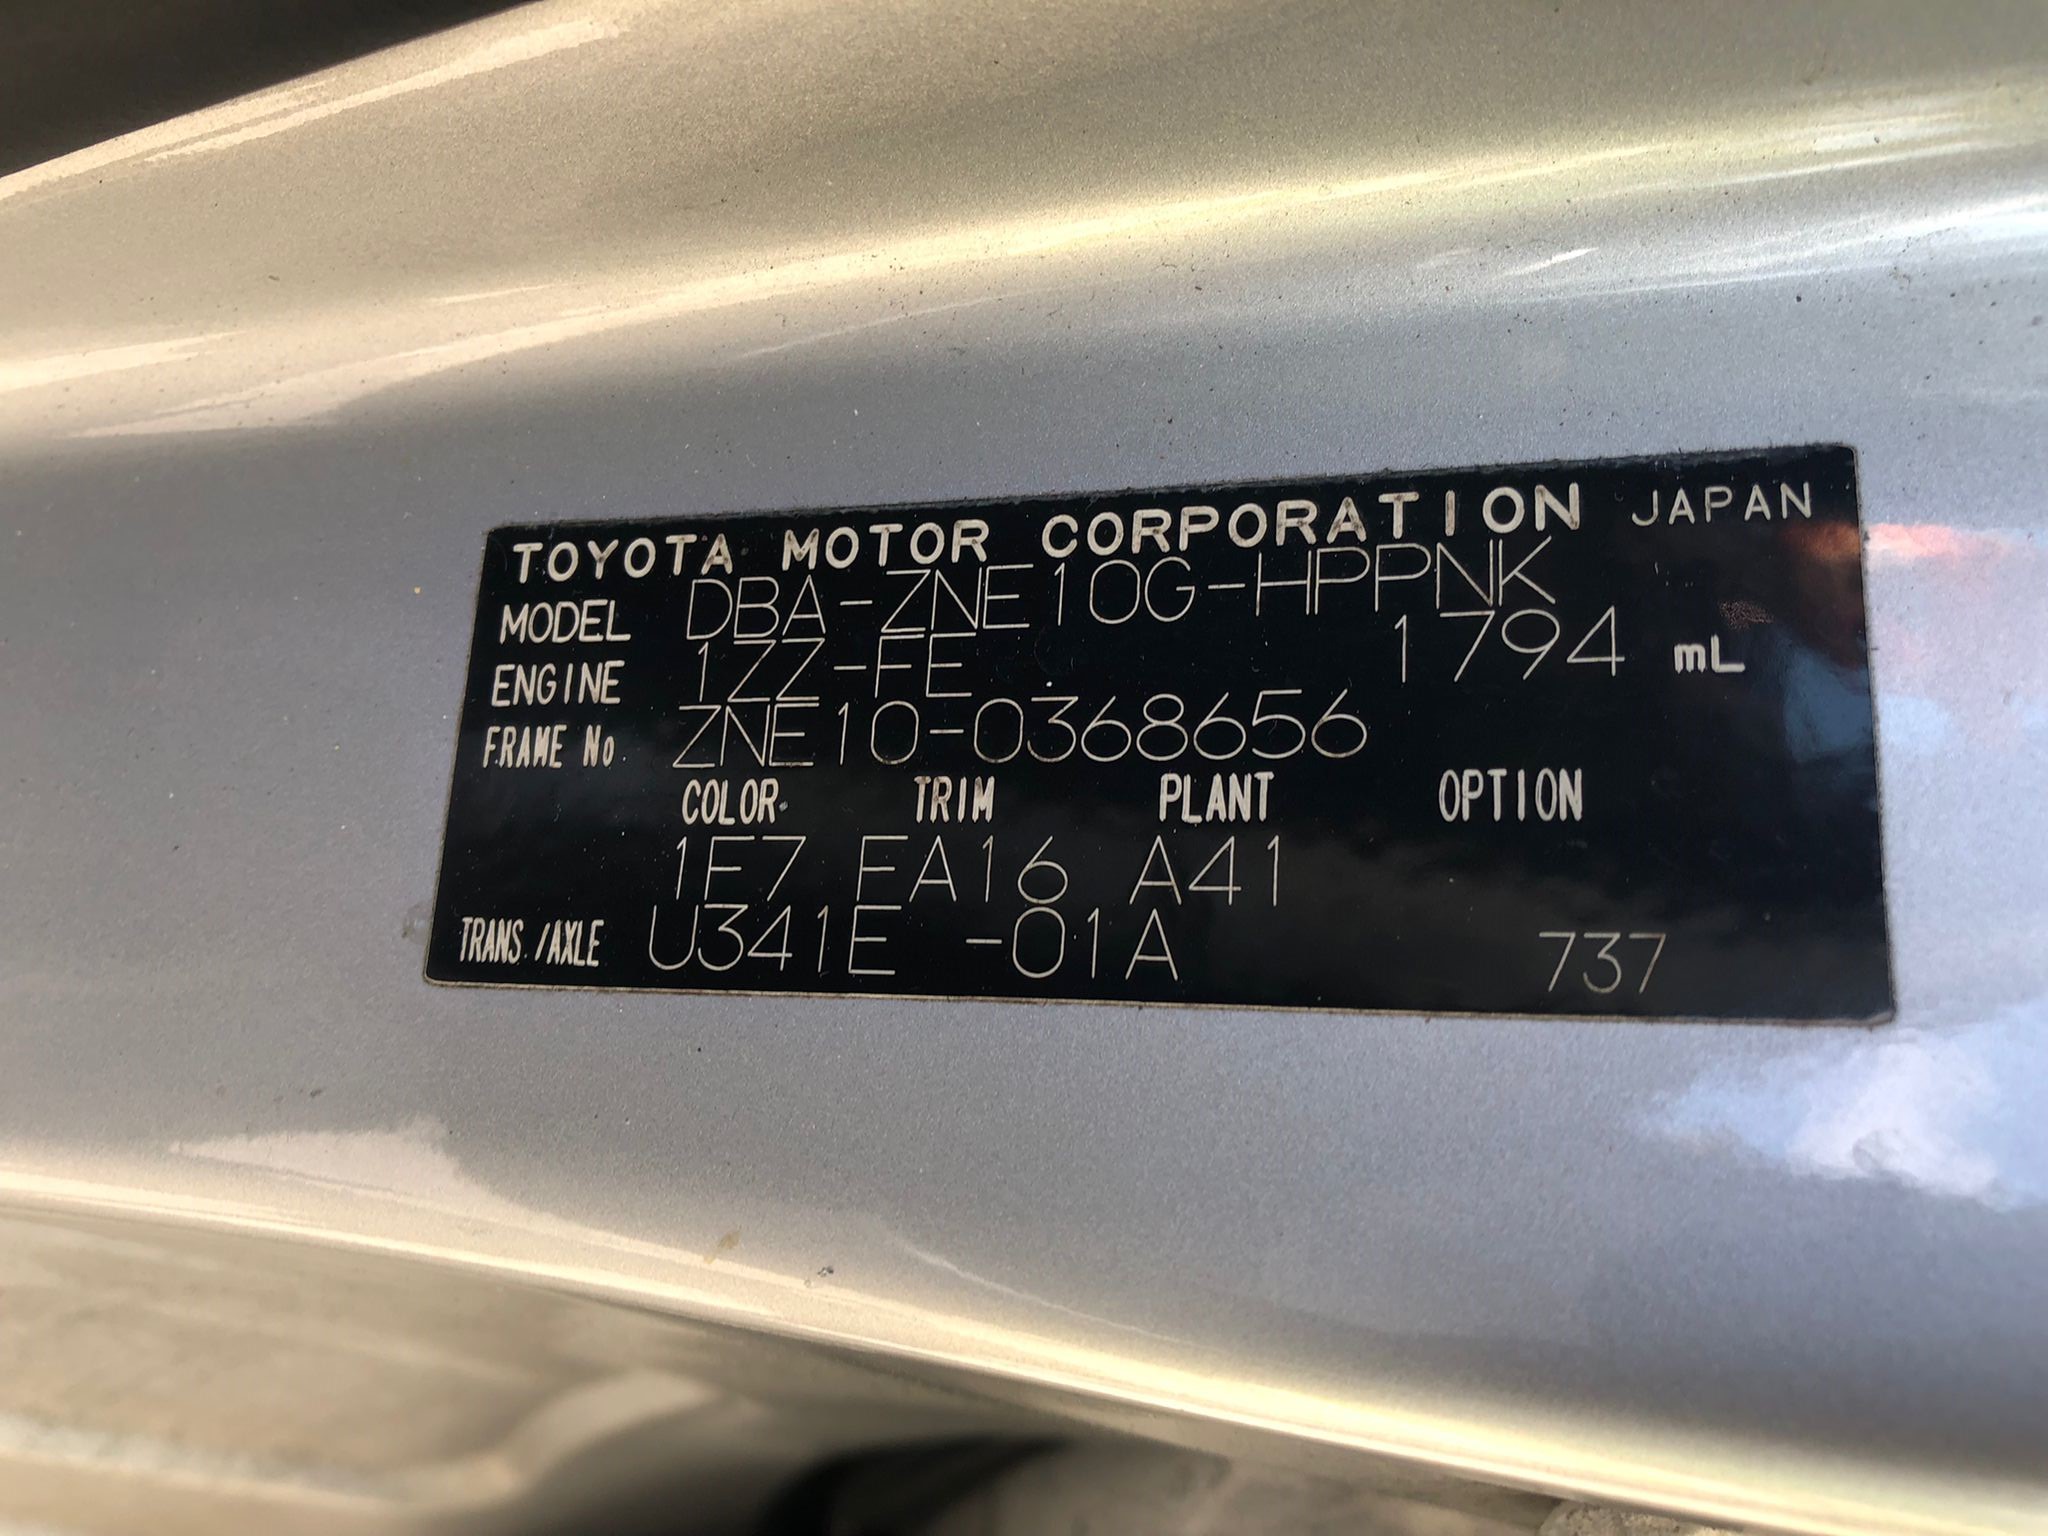 TOYOTA MOTOR CORPORATION JAPAN
MODEL DBA-ZNE10G-HPPNK
ENGINE 1ZZ-FE 1794 mL
FRAME No. ZNE10-0368656
COLOR TRIM PLANT OPTION
1F7 FA16 A41
TRANS./AXLE U341E -01A 737